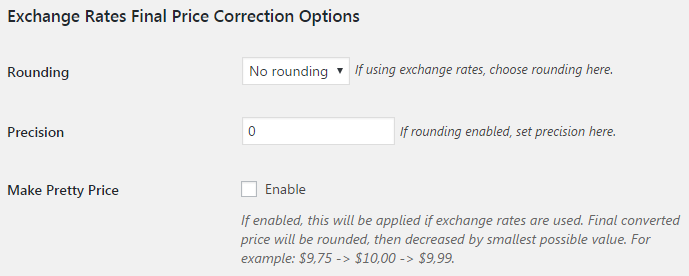 Exchange Rates Final Price Correction Options
Rounding No rounding If using exchange rates, choose rounding here.
Precision 0 If rounding enabled, set precision here.
Make Pretty Price Enable
If enabled, this will be applied if exchange rates are used. Final converted
price will be rounded, then decreased by smallest possible value. For
example: $9,75 -> $10,00 -> $9,99.